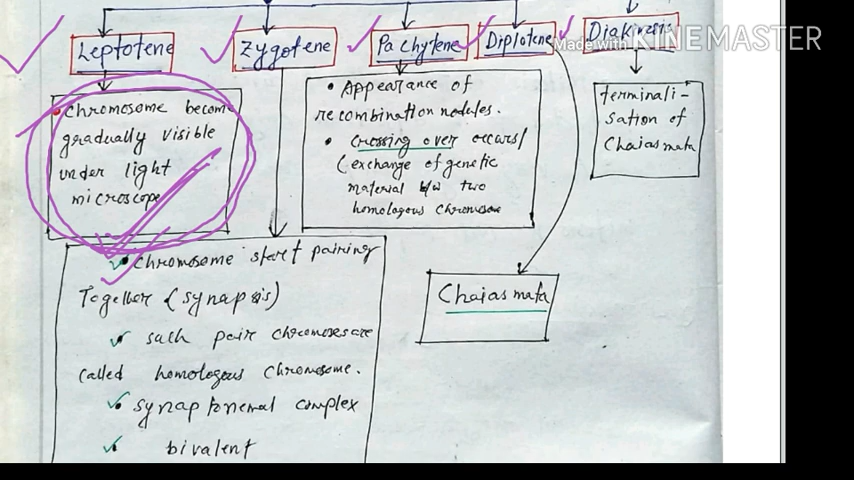 Leptotene
Zygotene
Pachytene
Diplotene
Diakinesis
Made with KINEMASTER
• Chromosome become
gradually visible
under light
microscope
• Appearance of
recombination nodules.
• Crossing over occurs/
(exchange of genetic
material b/w two
homologous chromosome
terminali-
sation of
Chaiasmata
• Chromosome start pairing
Together (synapsis)
• such pair chromosomes are
called homologous chromosome.
• synaptonemal complex
• bivalent
Chaiasmata